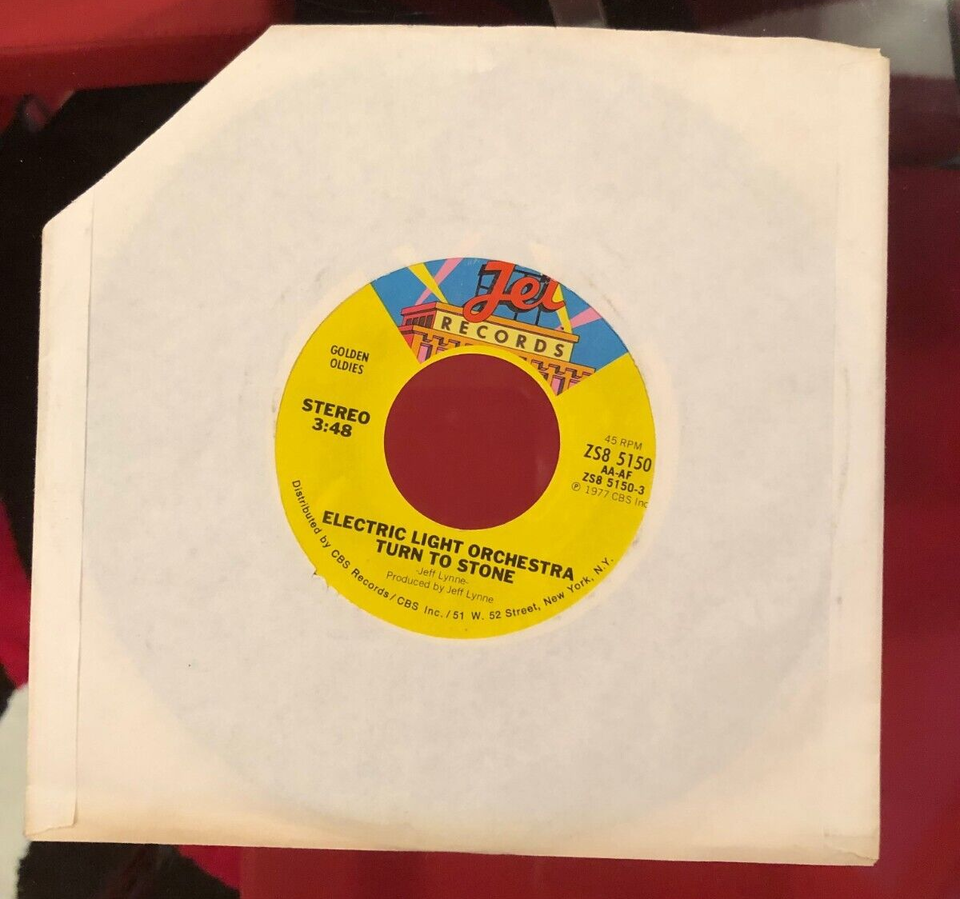 Jet
RECORDS
GOLDEN
OLDIES
STEREO
3:48
45 RPM
ZS8 5150
AA-AF
ZS8 5150-3
℗ 1977 CBS Inc
ELECTRIC LIGHT ORCHESTRA
TURN TO STONE
-Jeff Lynne-
Produced by Jeff Lynne
Distributed by CBS Records/CBS Inc./51 W. 52 Street, New York, N.Y.